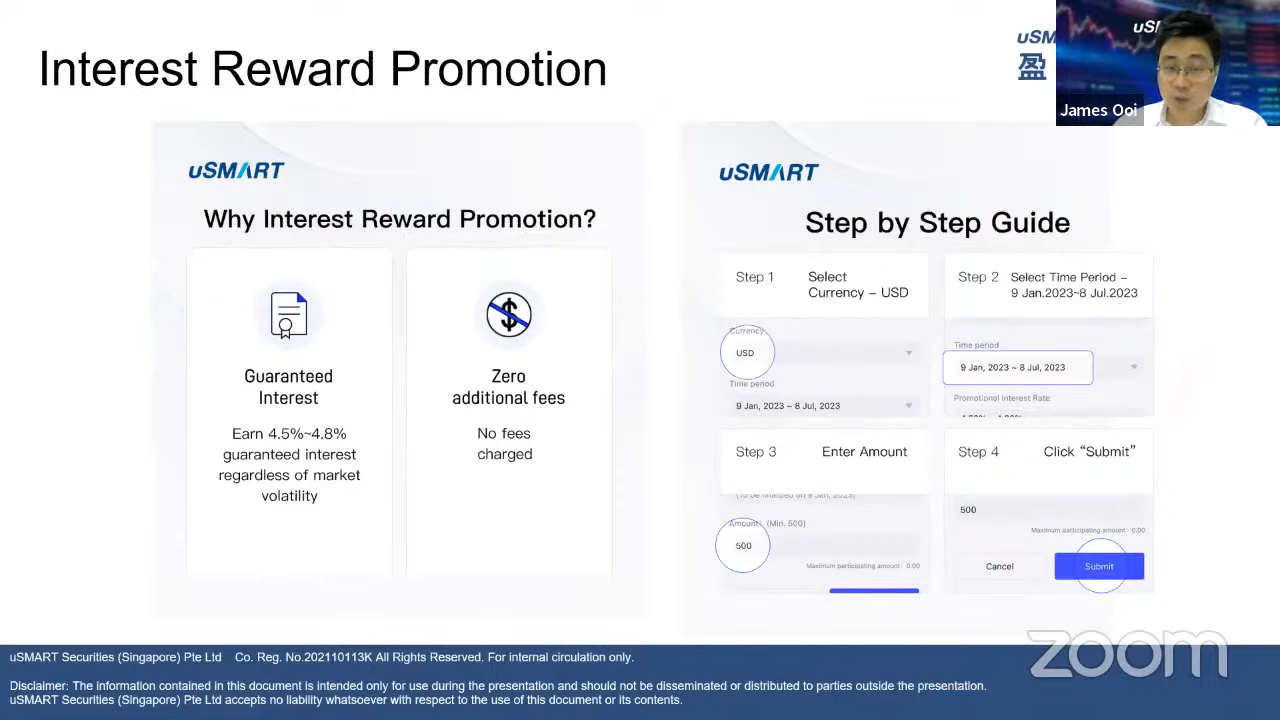 Interest Reward Promotion
uSM
盈
uSM
James Ooi
uSMART
Why Interest Reward Promotion?
Guaranteed
Interest
Earn 4.5%~4.8%
guaranteed interest
regardless of market
volatility
Zero
additional fees
No fees
charged
uSMART
Step by Step Guide
Step 1
Select
Currency – USD
Currency
USD
Time period
9 Jan, 2023 ~ 8 Jul, 2023
Step 2
Select Time Period –
9 Jan.2023~8 Jul.2023
Time period
9 Jan, 2023 ~ 8 Jul, 2023
Promotional Interest Rate
Step 3
Enter Amount
(To be finalized on 9 Jan, 2023)
Amount (Min. 500)
500
Maximum participating amount 0.00
Step 4
Click “Submit”
500
Maximum participating amount 0.00
Cancel
Submit
zoom
uSMART Securities (Singapore) Pte Ltd Co. Reg. No.202110113K All Rights Reserved. For internal circulation only.
Disclaimer: The information contained in this document is intended only for use during the presentation and should not be disseminated or distributed to parties outside the presentation.
uSMART Securities (Singapore) Pte Ltd accepts no liability whatsoever with respect to the use of this document or its contents.